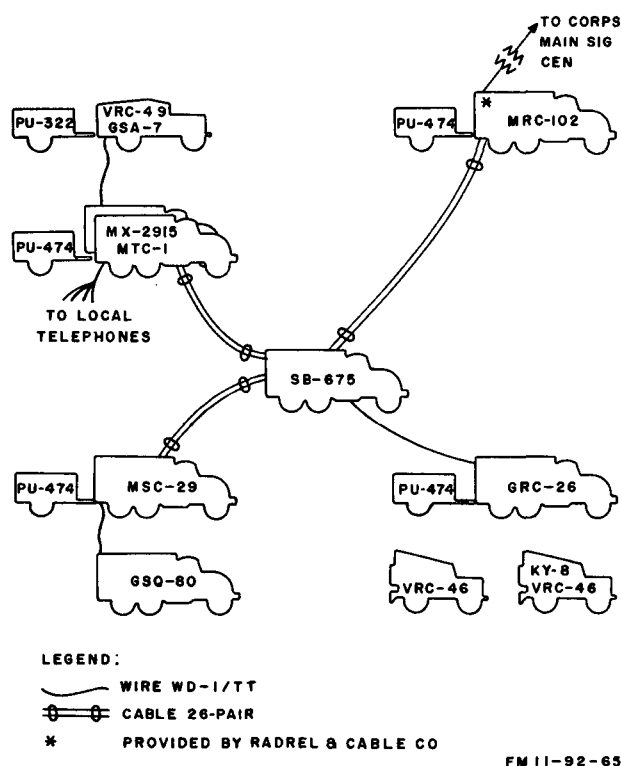 TO CORPS
MAIN SIG
CEN
PU-322
VRC-49
GSA-7
PU-474
*
MRC-102
PU-474
MX-2915
MTC-1
TO LOCAL
TELEPHONES
SB-675
PU-474
MSC-29
PU-474
GRC-26
GSQ-80
VRC-46
KY-8
VRC-46
LEGEND:
WIRE WD-1/TT
CABLE 26-PAIR
* PROVIDED BY RADREL & CABLE CO
FM 11-92-65